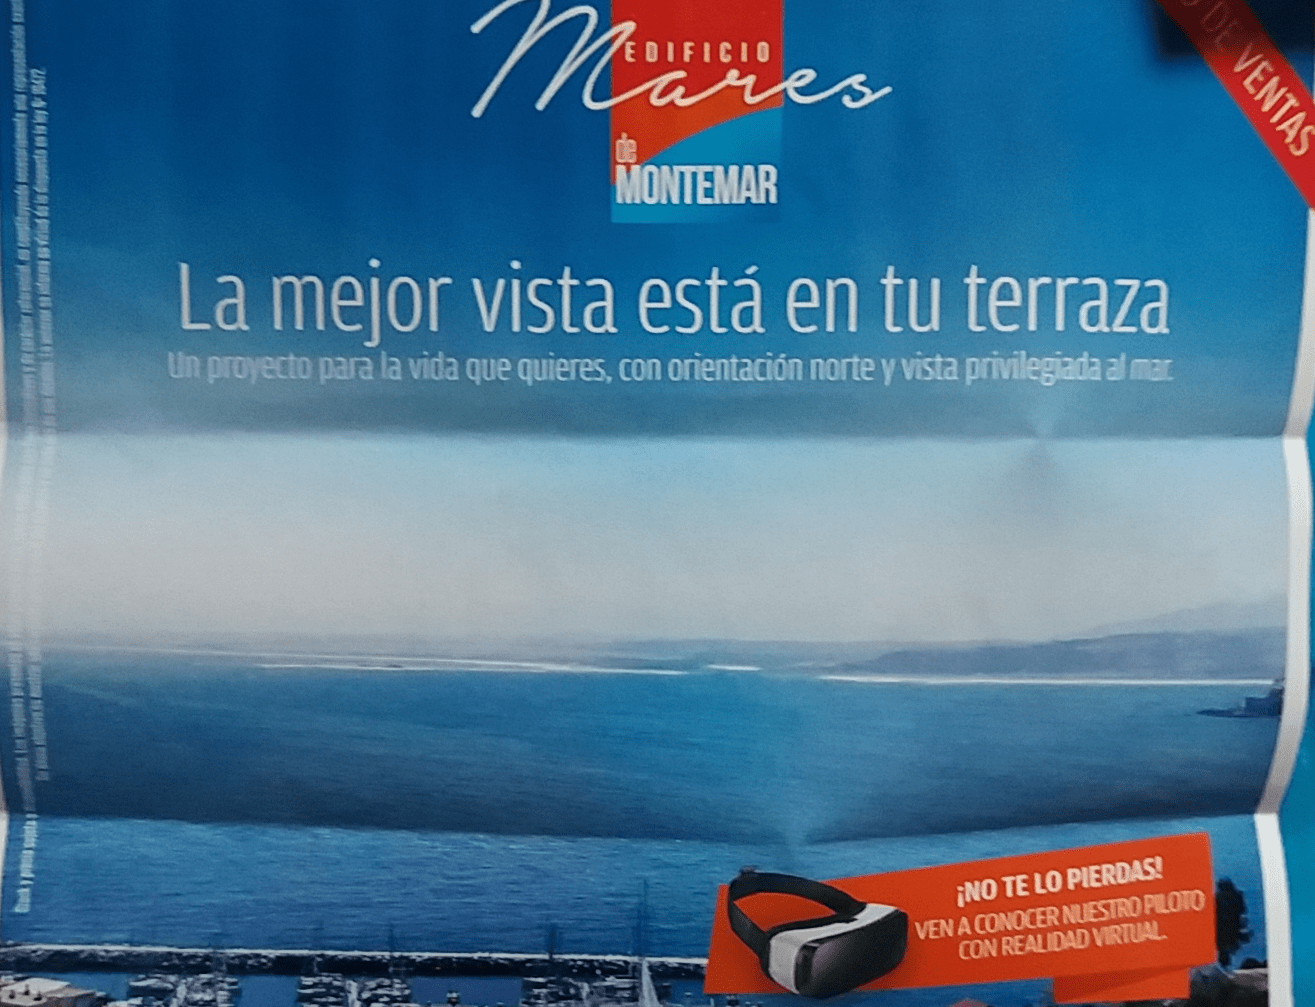 EDIFICIO
Mares
de
MONTEMAR
DE VENTAS
La mejor vista está en tu terraza
Un proyecto para la vida que quieres, con orientación norte y vista privilegiada al mar.
¡NO TE LO PIERDAS!
VEN A CONOCER NUESTRO PILOTO
CON REALIDAD VIRTUAL.